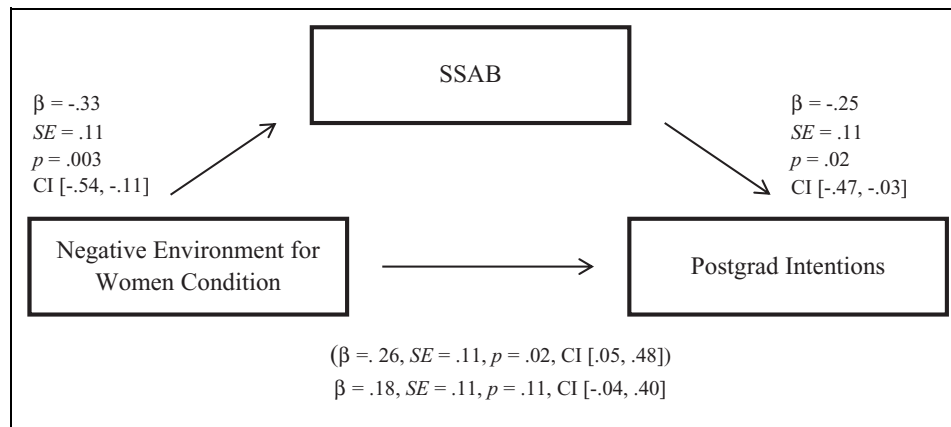 SSAB
β = -.33
SE = .11
p = .003
CI [-.54, -.11]
β = -.25
SE = .11
p = .02
CI [-.47, -.03]
Negative Environment for
Women Condition
Postgrad Intentions
(β =. 26, SE = .11, p = .02, CI [.05, .48])
β = .18, SE = .11, p = .11, CI [-.04, .40]